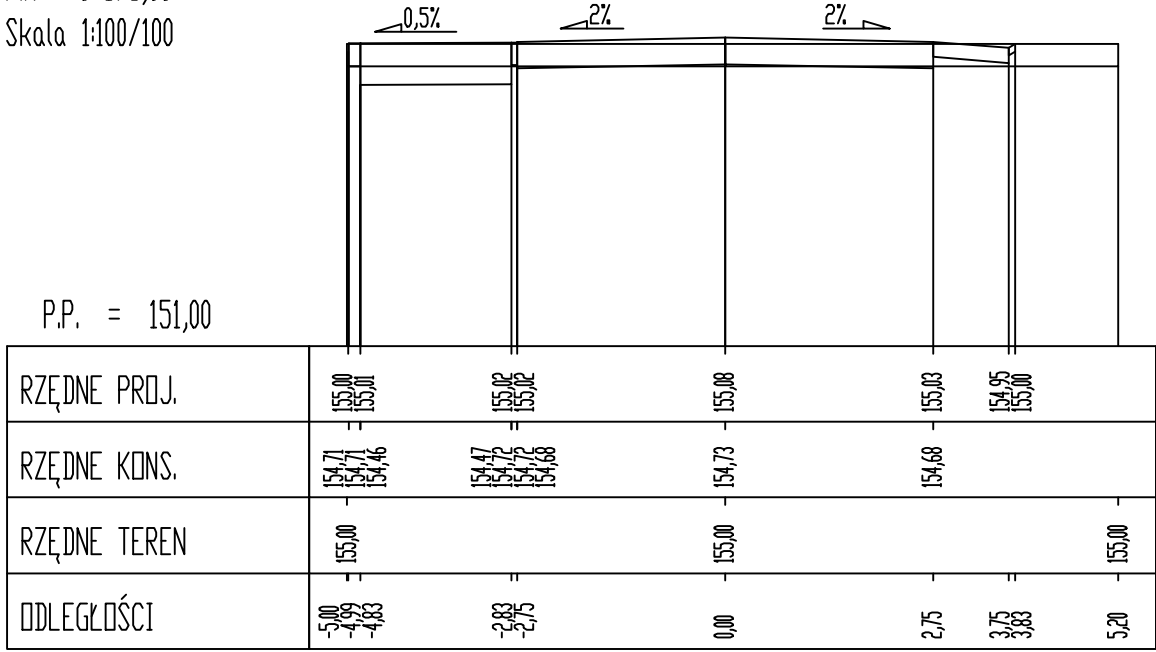 Skala 1:100/100
0,5%
2%
2%
P.P. = 151,00
RZĘDNE PROJ. 155,00 155,01 155,02 155,02 155,08 155,03 154,95 155,00
RZĘDNE KONS. 154,71 154,71 154,46 154,47 154,72 154,72 154,68 154,73 154,68
RZĘDNE TEREN 155,00 155,00 155,00
ODLEGŁOŚCI -5,00 -4,99 -4,83 -2,83 -2,75 0,00 2,75 3,75 3,83 5,20